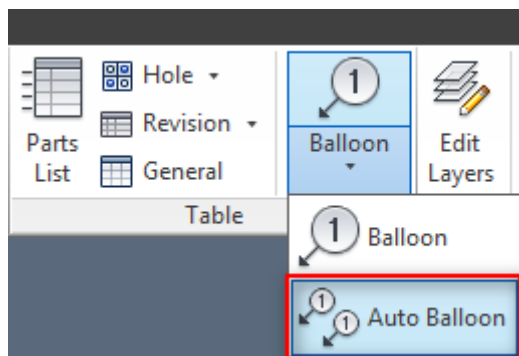 Parts
List
Hole
Revision
General
Table
1
Balloon
Edit
Layers
1 Balloon
1 1 Auto Balloon